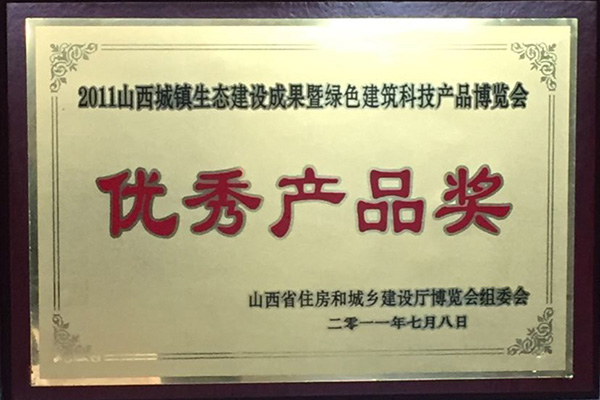 2011山西城镇生态建设成果暨绿色建筑科技产品博览会
优秀产品奖
山西省住房和城乡建设厅博览会组委会
二零一一年七月八日